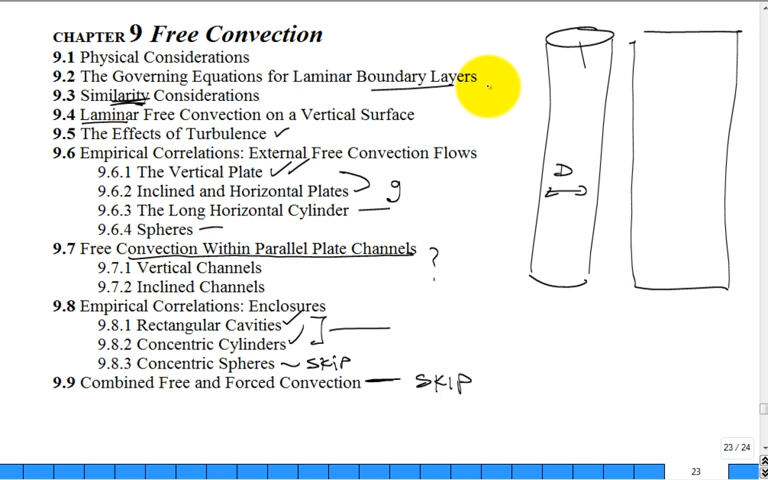 CHAPTER 9 Free Convection
9.1 Physical Considerations
9.2 The Governing Equations for Laminar Boundary Layers
9.3 Similarity Considerations
9.4 Laminar Free Convection on a Vertical Surface
9.5 The Effects of Turbulence
9.6 Empirical Correlations: External Free Convection Flows
9.6.1 The Vertical Plate
9.6.2 Inclined and Horizontal Plates
g
9.6.3 The Long Horizontal Cylinder
9.6.4 Spheres
9.7 Free Convection Within Parallel Plate Channels
?
9.7.1 Vertical Channels
9.7.2 Inclined Channels
9.8 Empirical Correlations: Enclosures
9.8.1 Rectangular Cavities
9.8.2 Concentric Cylinders
9.8.3 Concentric Spheres ~ SKIP
9.9 Combined Free and Forced Convection — SKIP
D
23 / 24
23